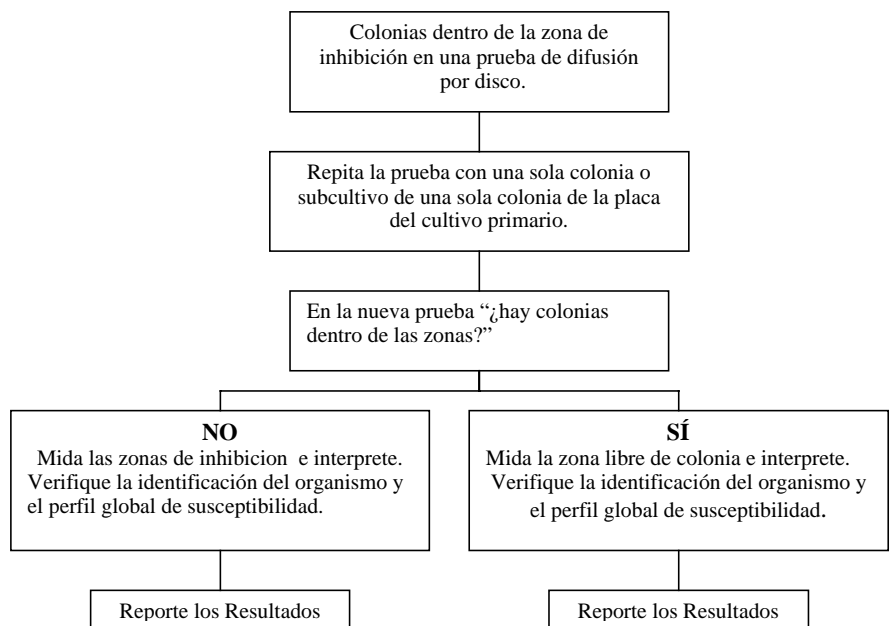 Colonias dentro de la zona de
inhibición en una prueba de difusión
por disco.
Repita la prueba con una sola colonia o
subcultivo de una sola colonia de la placa
del cultivo primario.
En la nueva prueba “¿hay colonias
dentro de las zonas?”
NO
Mida las zonas de inhibicion e interprete.
Verifique la identificación del organismo y
el perfil global de susceptibilidad.
SÍ
Mida la zona libre de colonia e interprete.
Verifique la identificación del organismo y
el perfil global de susceptibilidad.
Reporte los Resultados
Reporte los Resultados